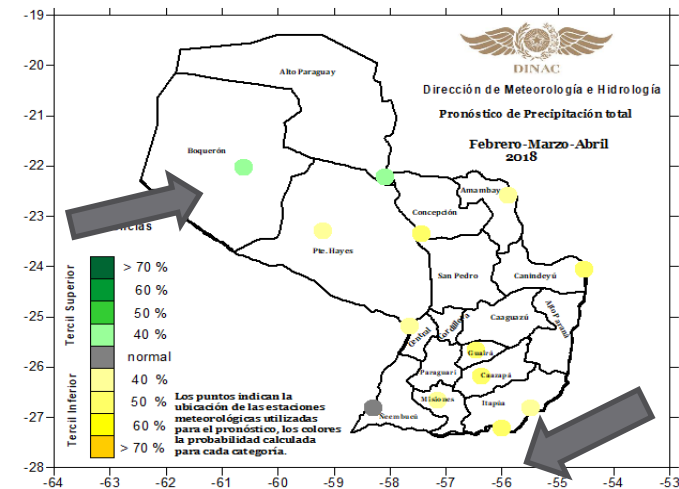 -19
-20
-21
-22
-23
-24
-25
-26
-27
-28
-64
-63
-62
-61
-60
-59
-58
-57
-56
-55
-54
-53
DINAC
Dirección de Meteorología e Hidrología
Pronóstico de Precipitación total
Febrero-Marzo-Abril
2018
Alto Paraguay
Boquerón
Amambay
Concepción
Pte. Hayes
San Pedro
Canindeyú
Caaguazú
Alto Paraná
Cordillera
Central
Guairá
Paraguarí
Caazapá
Misiones
Itapúa
Ñeembucú
Tercil Superior
> 70 %
60 %
50 %
40 %
normal
Tercil Inferior
40 %
50 %
60 %
> 70 %
Los puntos indican la
ubicación de las estaciones
meteorológicas utilizadas
para el pronóstico, los colores
la probabilidad calculada
para cada categoría.